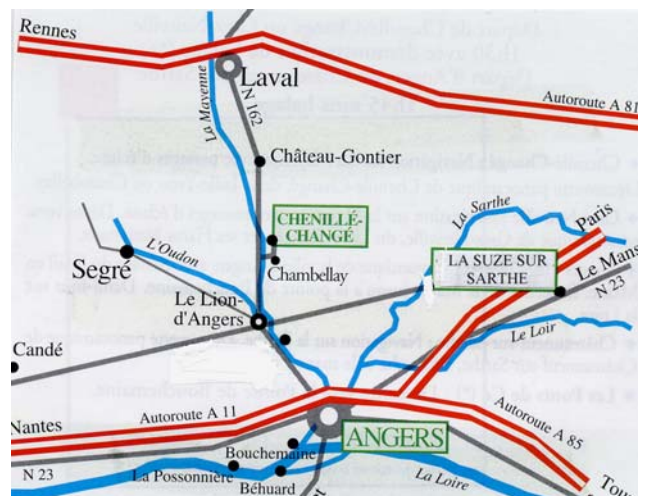 Rennes
Laval
Autoroute A 81
La Mayenne
N 162
Château-Gontier
CHENILLÉ-
CHANGÉ
La Sarthe
Paris
L'Oudon
Segré
Chambellay
LA SUZE SUR
SARTHE
Le Mans
N 23
Le Lion-
d'Angers
Le Loir
Candé
Nantes
Autoroute A 11
ANGERS
Autoroute A 85
N 23
Bouchemaine
La Possonnière
Béhuard
La Loire
Tou